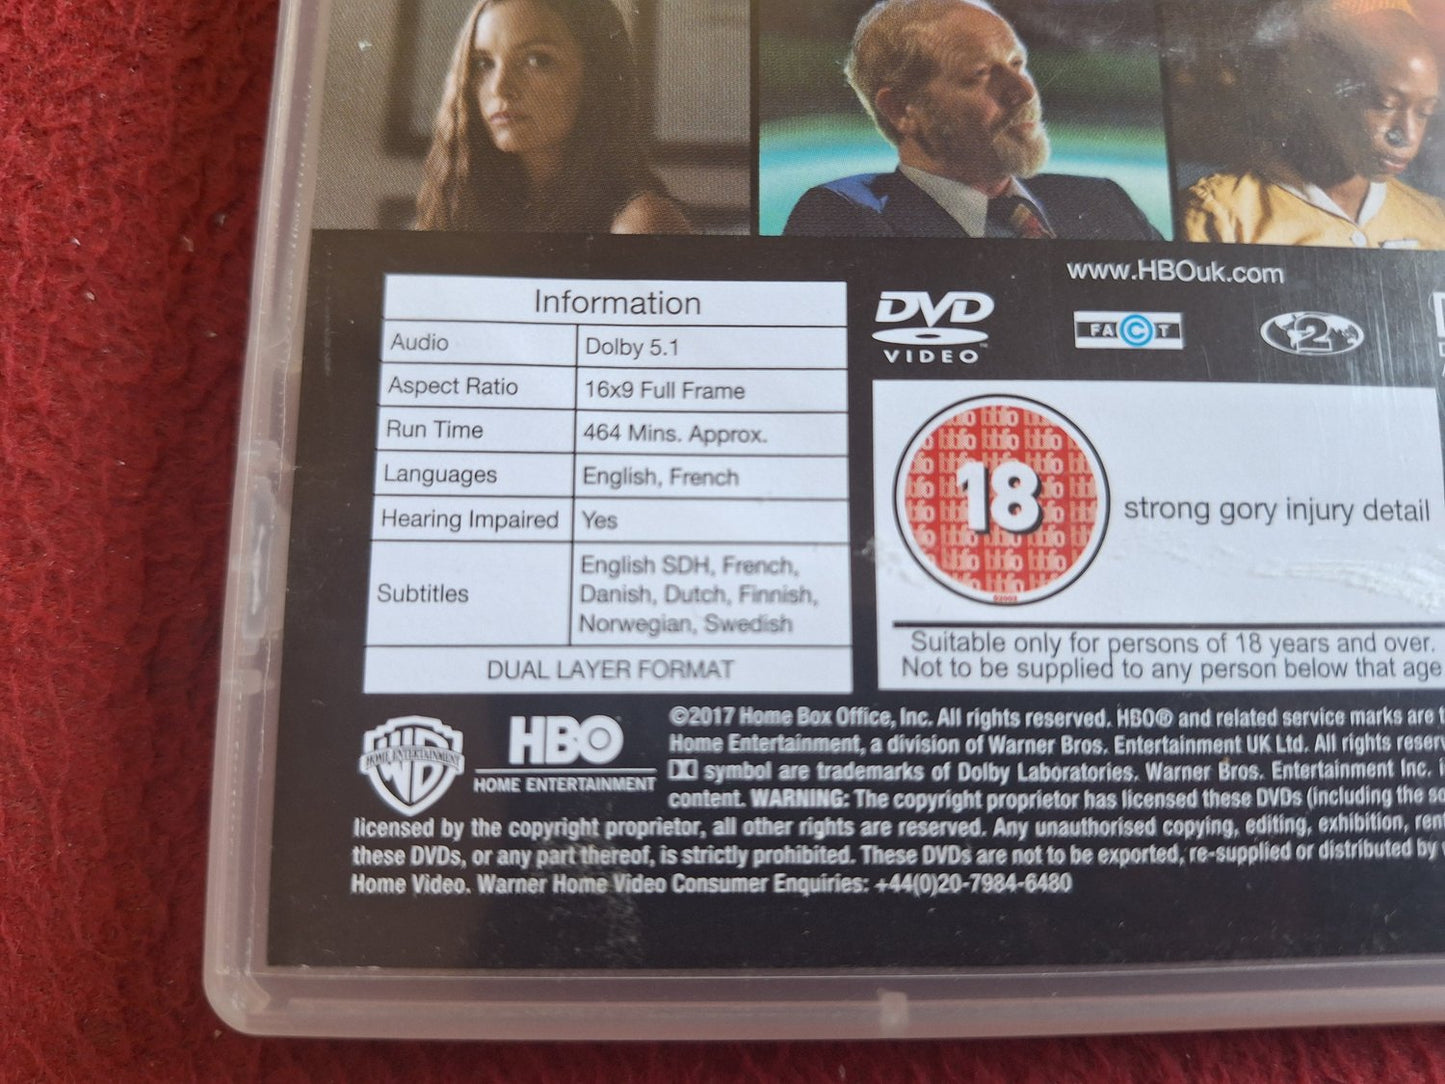 www.HBOuk.com
Information
Audio Dolby 5.1
Aspect Ratio 16x9 Full Frame
Run Time 464 Mins. Approx.
Languages English, French
Hearing Impaired Yes
Subtitles English SDH, French,
Danish, Dutch, Finnish,
Norwegian, Swedish
DUAL LAYER FORMAT
DVD
VIDEO
FACT
2
18
strong gory injury detail
Suitable only for persons of 18 years and over.
Not to be supplied to any person below that age
HOME ENTERTAINMENT
HBO
HOME ENTERTAINMENT
©2017 Home Box Office, Inc. All rights reserved. HBO® and related service marks are
Home Entertainment, a division of Warner Bros. Entertainment UK Ltd. All rights
symbol are trademarks of Dolby Laboratories. Warner Bros. Entertainment Inc.
content. WARNING: The copyright proprietor has licensed these DVDs (including the
licensed by the copyright proprietor, all other rights are reserved. Any unauthorised copying, editing, exhibition,
these DVDs, or any part thereof, is strictly prohibited. These DVDs are not to be exported, re-supplied or distributed by
Home Video. Warner Home Video Consumer Enquiries: +44(0)20-7984-6480